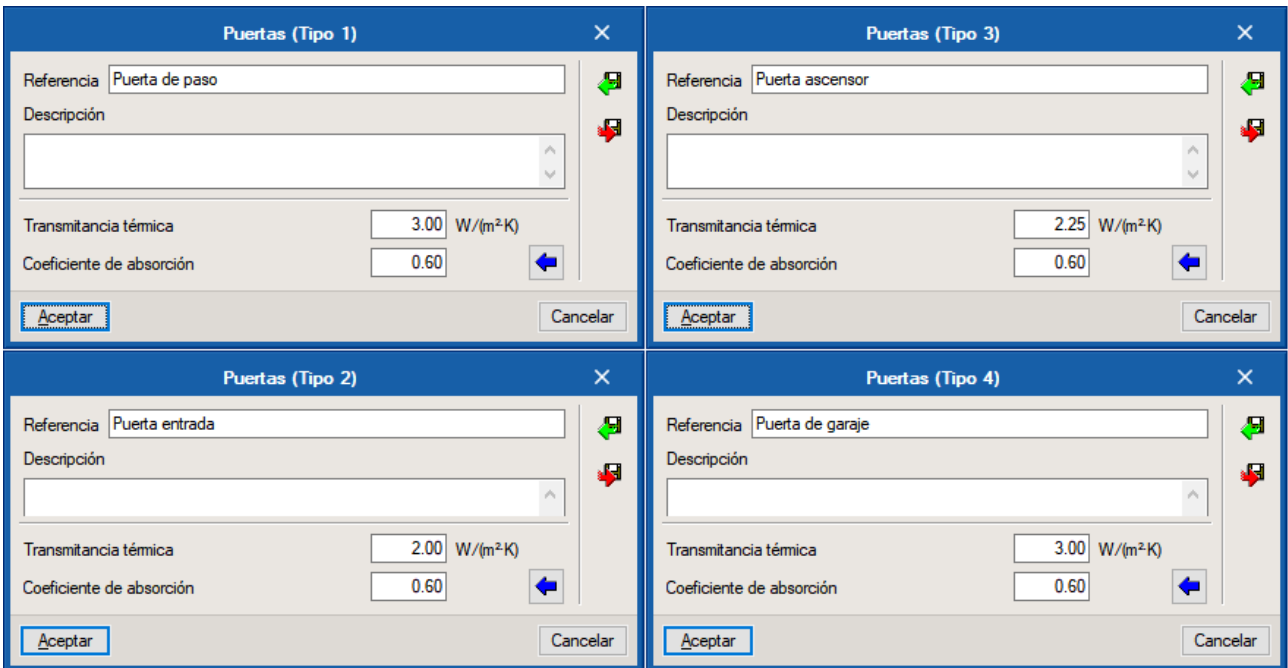 Puertas (Tipo 1)
Referencia Puerta de paso
Descripción
Transmitancia térmica 3.00 W/(m²·K)
Coeficiente de absorción 0.60
Aceptar Cancelar
Puertas (Tipo 3)
Referencia Puerta ascensor
Descripción
Transmitancia térmica 2.25 W/(m²·K)
Coeficiente de absorción 0.60
Aceptar Cancelar
Puertas (Tipo 2)
Referencia Puerta entrada
Descripción
Transmitancia térmica 2.00 W/(m²·K)
Coeficiente de absorción 0.60
Aceptar Cancelar
Puertas (Tipo 4)
Referencia Puerta de garaje
Descripción
Transmitancia térmica 3.00 W/(m²·K)
Coeficiente de absorción 0.60
Aceptar Cancelar